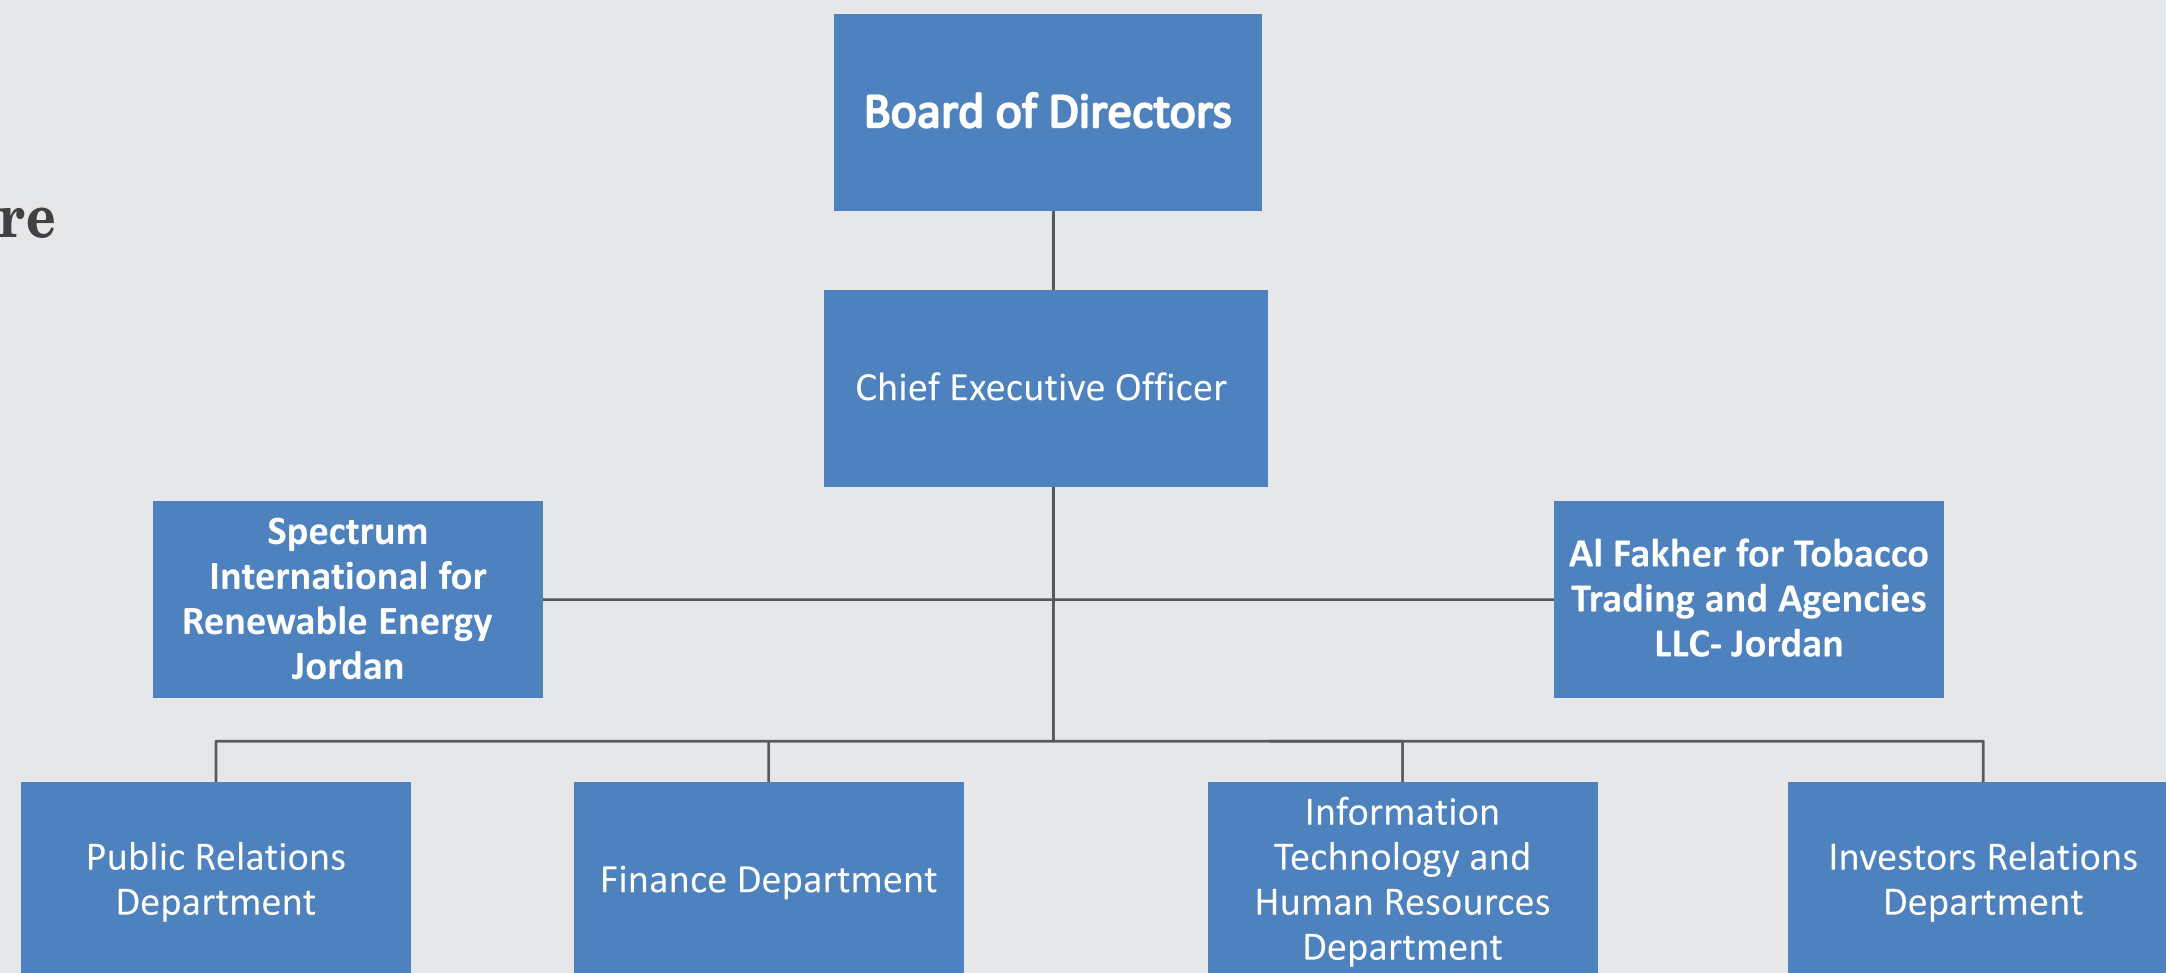 Board of Directors
re
Chief Executive Officer
Spectrum
International for
Renewable Energy
Jordan
Al Fakher for Tobacco
Trading and Agencies
LLC- Jordan
Public Relations
Department
Finance Department
Information
Technology and
Human Resources
Department
Investors Relations
Department